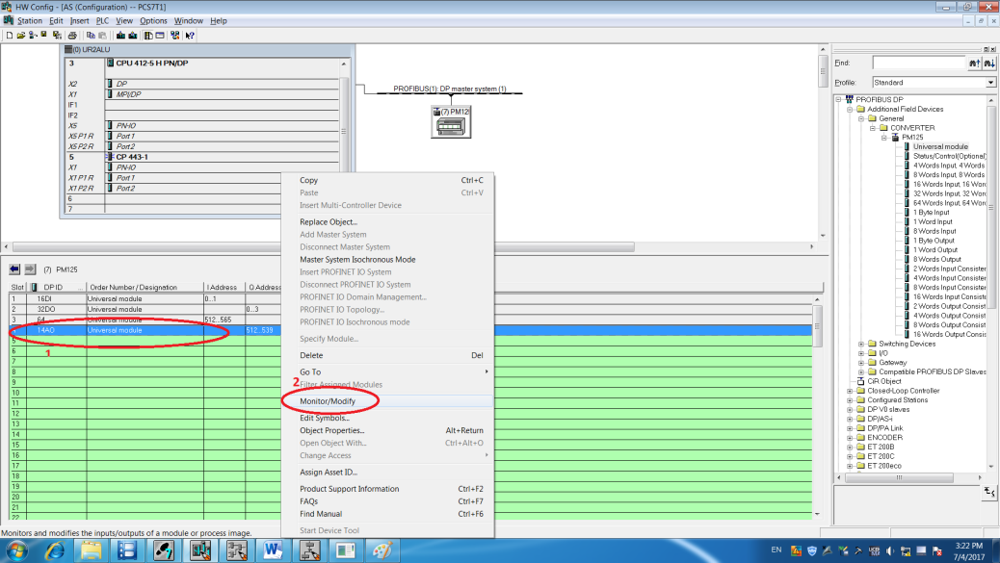 HW Config - [AS (Configuration) -- PCS7T1]
Station Edit Insert PLC View Options Window Help
(0) UR2ALU
3 CPU 412-5 H PN/DP
X2 DP
X1 MPI/DP
IF1
IF2
X5 PN-IO
X5 P1 R Port 1
X5 P2 R Port 2
5 CP 443-1
X1 PN-IO
X1 P1 R Port 1
X1 P2 R Port 2
6
7
PROFIBUS(1): DP master system (1)
(7) PM12
Copy Ctrl+C
Paste Ctrl+V
Insert Multi-Controller Device
Replace Object...
Add Master System
Disconnect Master System
Master System Isochronous Mode
Insert PROFINET IO System
Disconnect PROFINET IO System
PROFINET IO Domain Management...
PROFINET IO Topology...
PROFINET IO Isochronous mode
Specify Module...
Delete Del
Go To
2
Filter Assigned Modules
Monitor/Modify
Edit Symbols...
Object Properties... Alt+Return
Open Object With... Ctrl+Alt+O
Change Access
Assign Asset ID...
Product Support Information Ctrl+F2
FAQs Ctrl+F7
Find Manual Ctrl+F6
Start Device Tool
(7) PM125
Slot DP ID ... Order Number / Designation I Address Q Address
1 16DI Universal module 0...1
2 32DO Universal module 0...3
3 64 Universal module 512...565
14AO Universal module 512...539
5
1
6
7
8
9
10
11
12
13
14
15
16
17
18
19
20
21
22
Find:
Profile: Standard
PROFIBUS DP
Additional Field Devices
General
CONVERTER
PM125
Universal module
Status/Control(Optional)
4 Words Input, 4 Words
8 Words Input, 8 Words
16 Words Input, 16 Wor
32 Words Input, 32 Wor
64 Words Input, 64 Wor
1 Byte Input
1 Word Input
8 Words Input
1 Byte Output
1 Word Output
8 Words Output
2 Words Input Consister
4 Words Input Consister
8 Words Input Consister
16 Words Input Consiste
2 Words Output Consist
4 Words Output Consist
8 Words Output Consist
16 Words Output Consis
Switching Devices
I/O
Gateway
Compatible PROFIBUS DP Slaves
CiR Object
Closed-Loop Controller
Configured Stations
DP V0 slaves
DP/AS-i
DP/PA Link
ENCODER
ET 200B
ET 200C
ET 200eco
Monitors and modifies the inputs/outputs of a module or process image.
EN
3:22 PM
7/4/2017